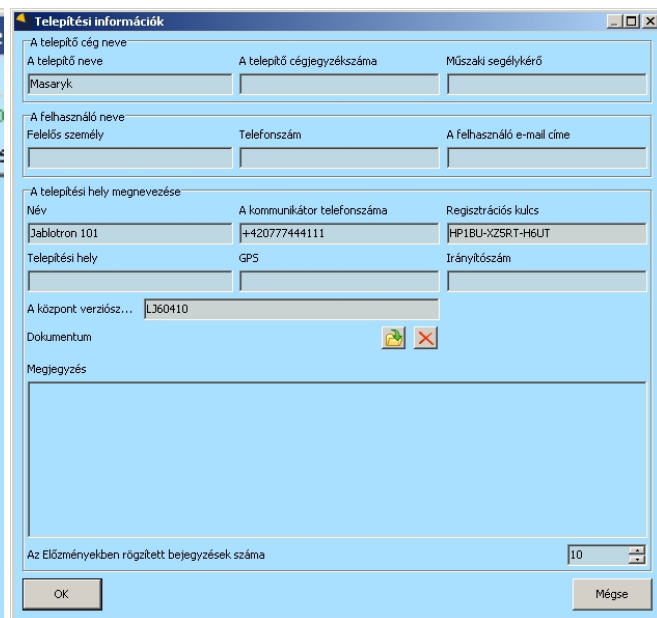 Telepítési információk
A telepítő cég neve
A telepítő neve A telepítő cégjegyzékszáma Műszaki segélykérő
Masaryk
A felhasználó neve
Felelős személy Telefonszám A felhasználó e-mail címe
A telepítési hely megnevezése
Név A kommunikátor telefonszáma Regisztrációs kulcs
Jablotron 101 +420777444111 HP1BU-XZ5RT-H6UT
Telepítési hely GPS Irányítószám
A központ verziósz... LJ60410
Dokumentum
Megjegyzés
Az Előzményekben rögzített bejegyzések száma 10
OK Mégse